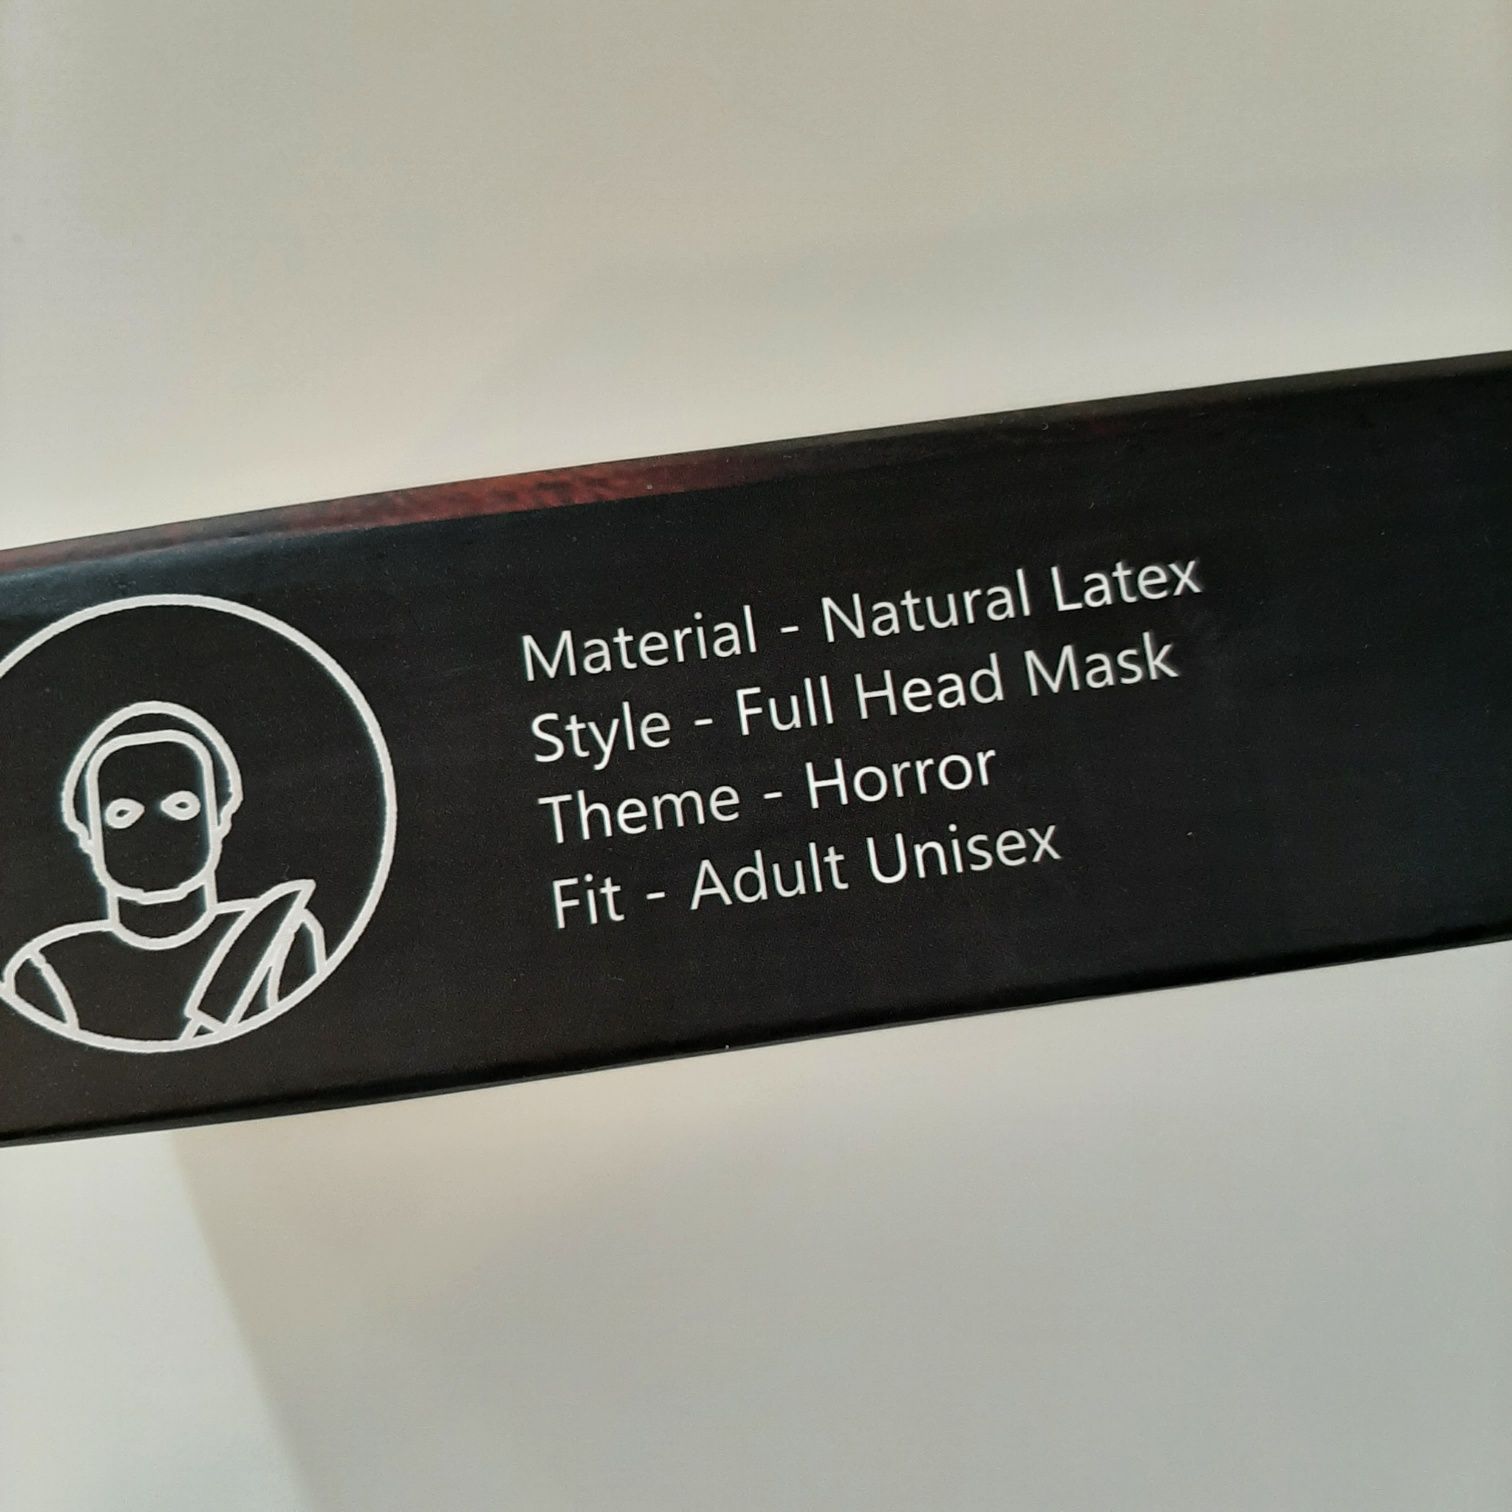 Material - Natural Latex
Style - Full Head Mask
Theme - Horror
Fit - Adult Unisex